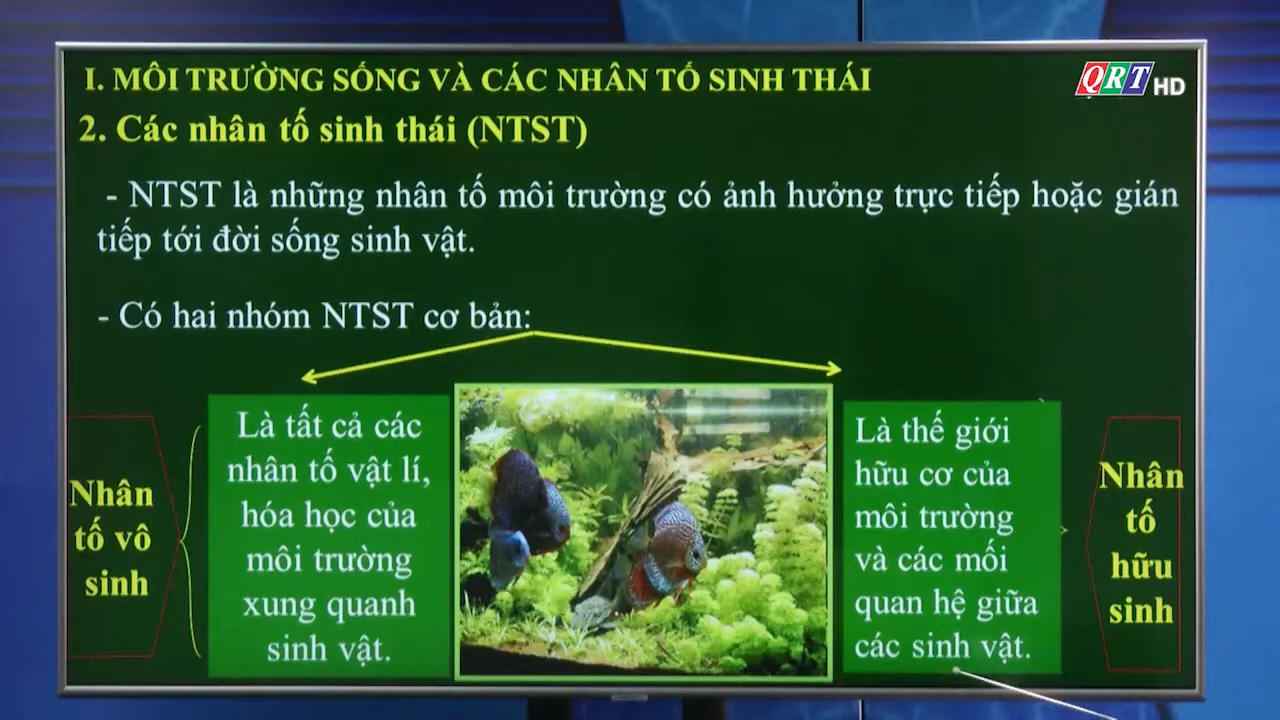 I. MÔI TRƯỜNG SỐNG VÀ CÁC NHÂN TỐ SINH THÁI
QRT HD
2. Các nhân tố sinh thái (NTST)
- NTST là những nhân tố môi trường có ảnh hưởng trực tiếp hoặc gián
tiếp tới đời sống sinh vật.
- Có hai nhóm NTST cơ bản:
Nhân
tố vô
sinh
Là tất cả các
nhân tố vật lí,
hóa học của
môi trường
xung quanh
sinh vật.
Là thế giới
hữu cơ của
môi trường
và các mối
quan hệ giữa
các sinh vật.
Nhân
tố
hữu
sinh